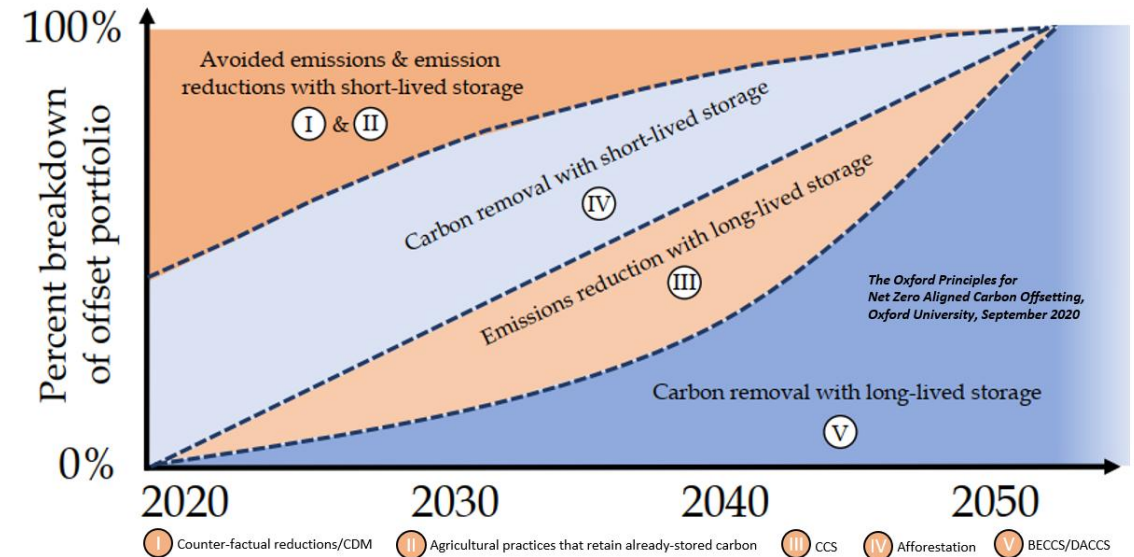 100%
Percent breakdown
of offset portfolio
0%
Avoided emissions & emission
reductions with short-lived storage
I & II
Carbon removal with short-lived storage
IV
Emissions reduction with long-lived storage
III
The Oxford Principles for
Net Zero Aligned Carbon Offsetting,
Oxford University, September 2020
Carbon removal with long-lived storage
V
2020 2030 2040 2050
I Counter-factual reductions/CDM II Agricultural practices that retain already-stored carbon III CCS IV Afforestation V BECCS/DACCS